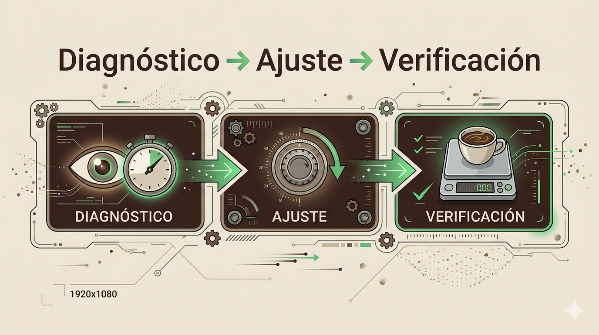 Diagnóstico → Ajuste → Verificación
DIAGNÓSTICO
AJUSTE
VERIFICACIÓN
1920x1080